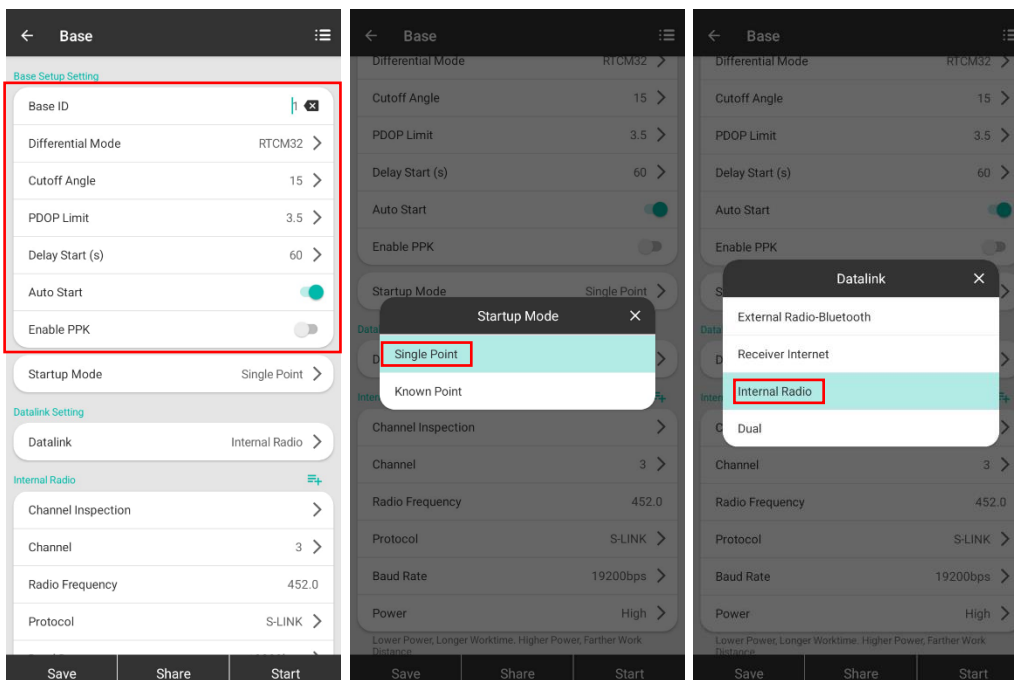 Base
Base Setup Setting
Base ID 1
Differential Mode RTCM32
Cutoff Angle 15
PDOP Limit 3.5
Delay Start (s) 60
Auto Start
Enable PPK
Startup Mode Single Point
Datalink Setting
Datalink Internal Radio
Internal Radio
Channel Inspection
Channel 3
Radio Frequency 452.0
Protocol S-LINK
Save Share Start
Base
Differential Mode RTCM32
Cutoff Angle 15
PDOP Limit 3.5
Delay Start (s) 60
Auto Start
Enable PPK
Startup Mode Single Point
Startup Mode
Data
D
Single Point
Known Point
Inter
Channel Inspection
Channel 3
Radio Frequency 452.0
Protocol S-LINK
Baud Rate 19200bps
Power High
Lower Power, Longer Worktime. Higher Power, Farther Work
Distance
Save Share Start
Base
Differential Mode RTCM32
Cutoff Angle 15
PDOP Limit 3.5
Delay Start (s) 60
Auto Start
Enable PPK
Datalink
S
External Radio-Bluetooth
Data
D
Receiver Internet
Inter
Internal Radio
C
Dual
Channel 3
Radio Frequency 452.0
Protocol S-LINK
Baud Rate 19200bps
Power High
Lower Power, Longer Worktime. Higher Power, Farther Work
Distance
Save Share Start